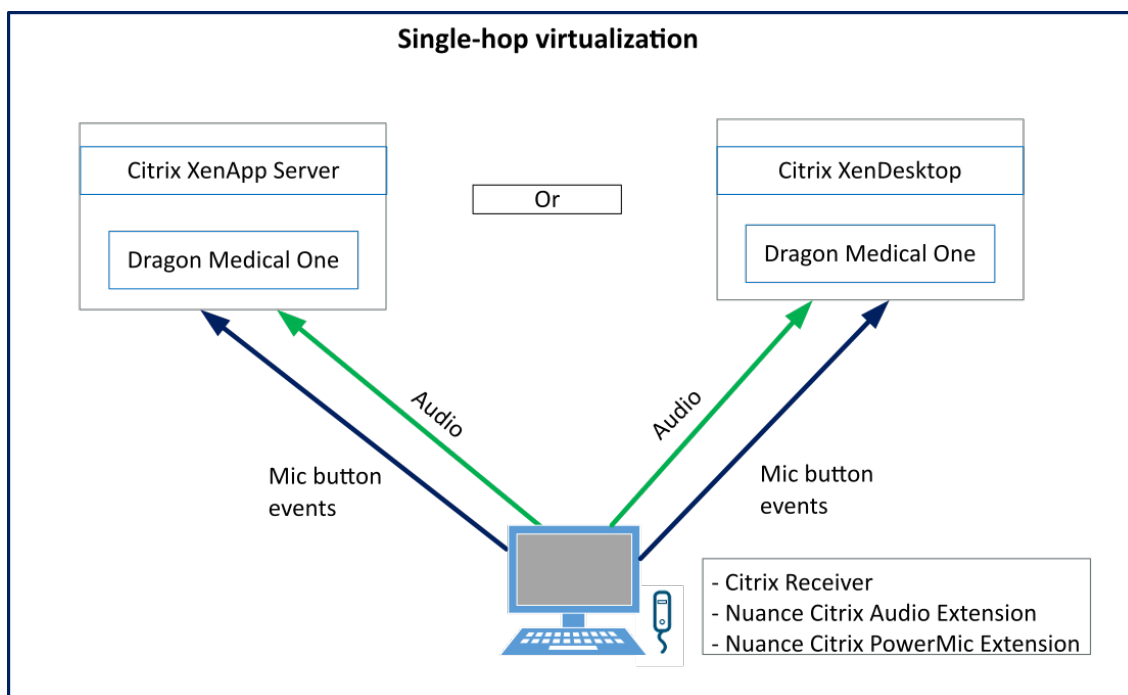 Single-hop virtualization
Citrix XenApp Server
Dragon Medical One
Or
Citrix XenDesktop
Dragon Medical One
Audio
Mic button
events
Audio
Mic button
events
- Citrix Receiver
- Nuance Citrix Audio Extension
- Nuance Citrix PowerMic Extension